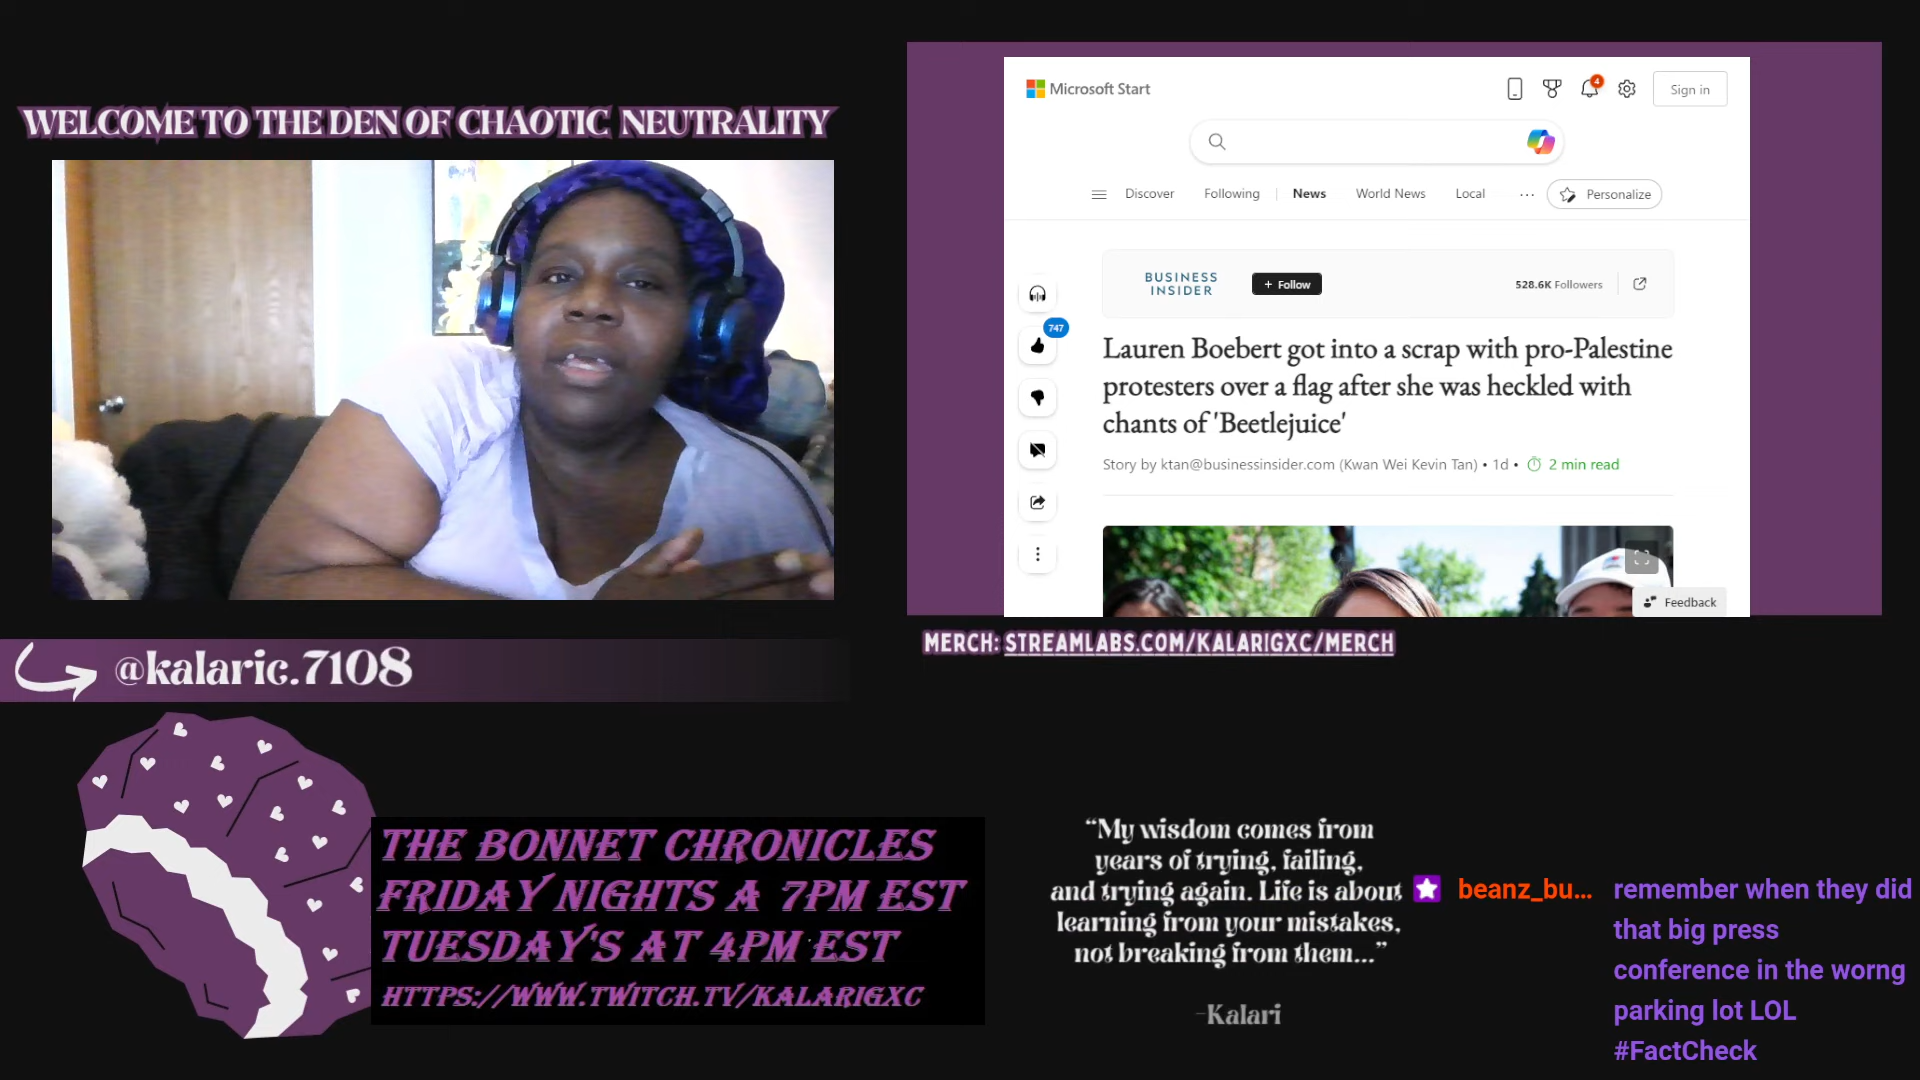 WELCOME TO THE DEN OF CHAOTIC NEUTRALITY
@kalaric.7108
THE BONNET CHRONICLES
FRIDAY NIGHTS A 7PM EST
TUESDAY'S AT 4PM EST
HTTPS://WWW.TWITCH.TV/KALARIGXC
Microsoft Start
4
Sign in
Discover
Following
News
World News
Local
Personalize
BUSINESS
INSIDER
+ Follow
528.6K Followers
747
Lauren Boebert got into a scrap with pro-Palestine
protesters over a flag after she was heckled with
chants of 'Beetlejuice'
Story by ktan@businessinsider.com (Kwan Wei Kevin Tan) • 1d • 2 min read
Feedback
MERCH: STREAMLABS.COM/KALARIGXC/MERCH
“My wisdom comes from
years of trying, failing,
and trying again. Life is about
learning from your mistakes,
not breaking from them...”
-Kalari
beanz_bu... remember when they did
that big press
conference in the worng
parking lot LOL
#FactCheck